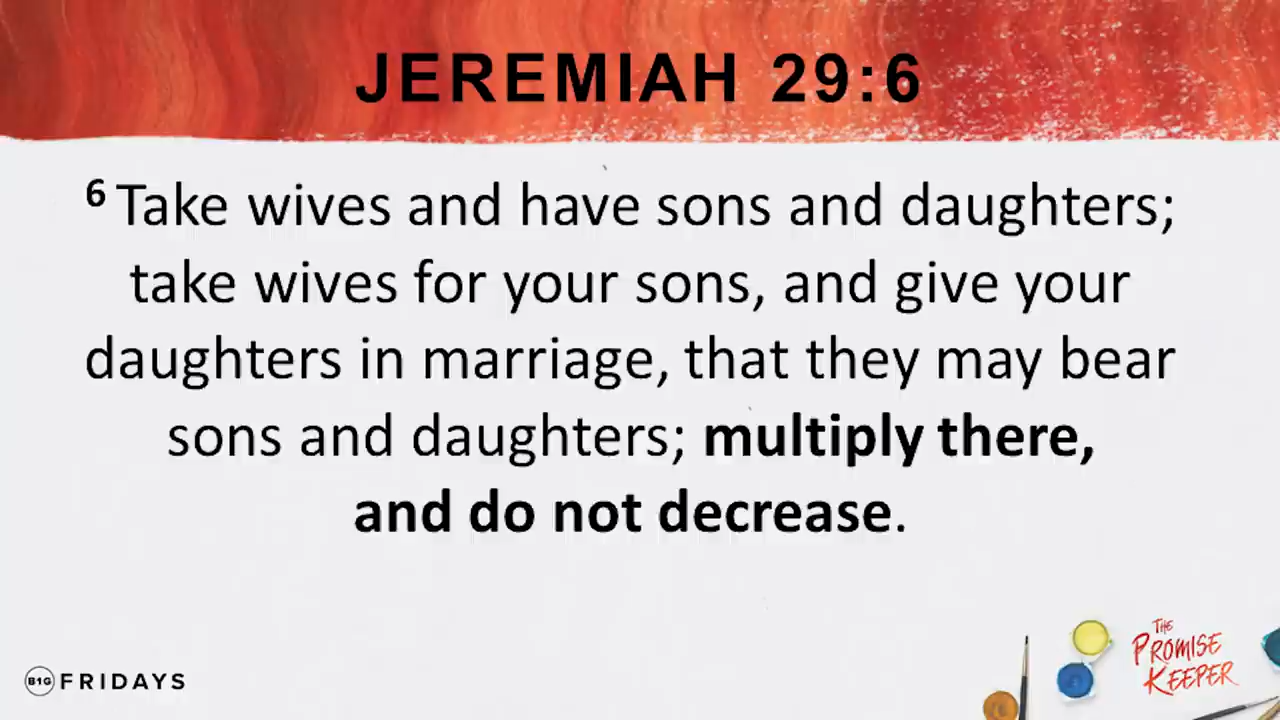 JEREMIAH 29:6
6 Take wives and have sons and daughters;
take wives for your sons, and give your
daughters in marriage, that they may bear
sons and daughters; multiply there,
and do not decrease.
B1G FRIDAYS
THE
PROMISE
KEEPER